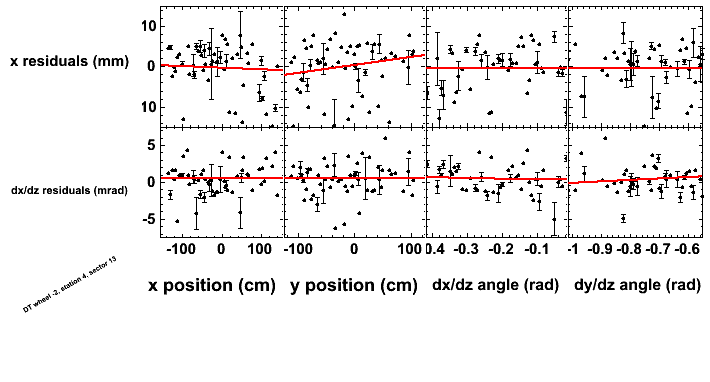 x residuals (mm)
10
0
10
dx/dz residuals (mrad)
5
0
-5
-100 0 100 -100 0 100 0.4 -0.3 -0.2 -0.1 -1 -0.9 -0.8 -0.7 -0.6
x position (cm) y position (cm) dx/dz angle (rad) dy/dz angle (rad)
DT wheel -2, station 4, sector 13